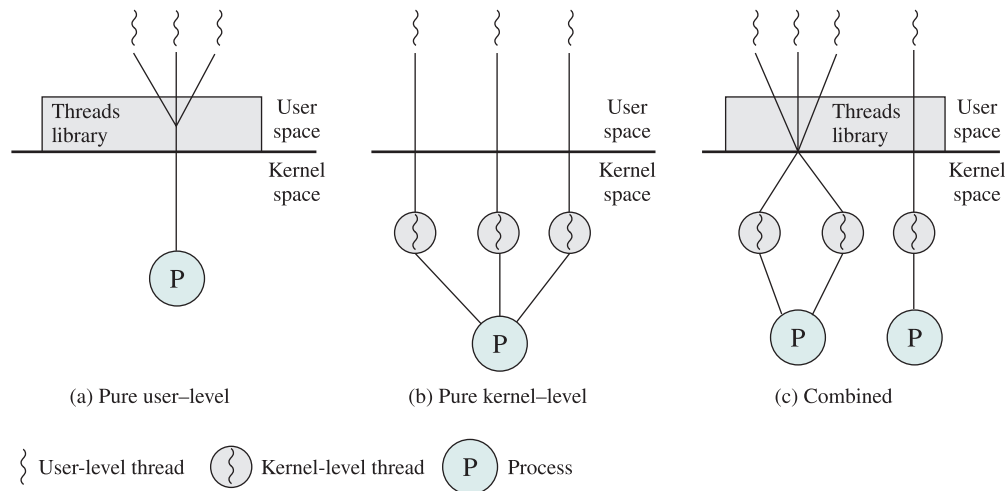 Threads
library
User
space
Kernel
space
P
(a) Pure user–level
User
space
Kernel
space
P
(b) Pure kernel–level
Threads
library
User
space
Kernel
space
P
P
(c) Combined
User-level thread
Kernel-level thread
P
Process